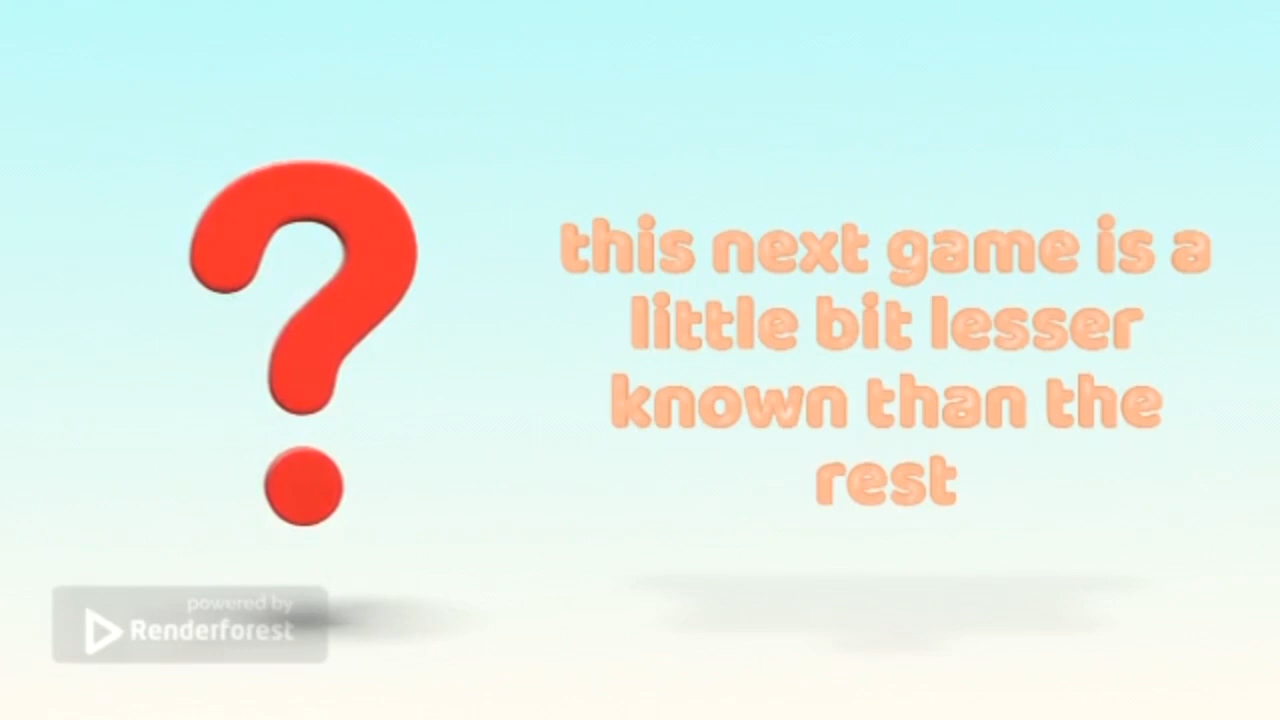 ?
this next game is a
little bit lesser
known than the
rest
powered by
Renderforest